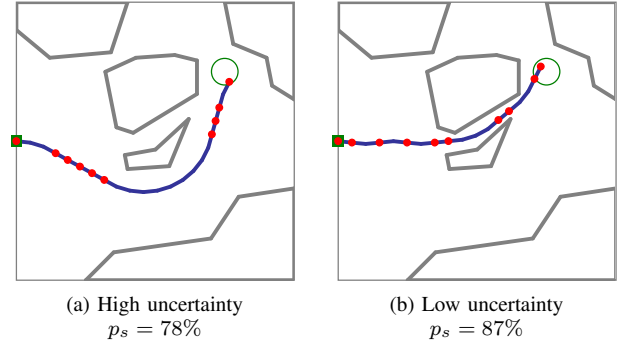 (a) High uncertainty
p_s = 78%
(b) Low uncertainty
p_s = 87%